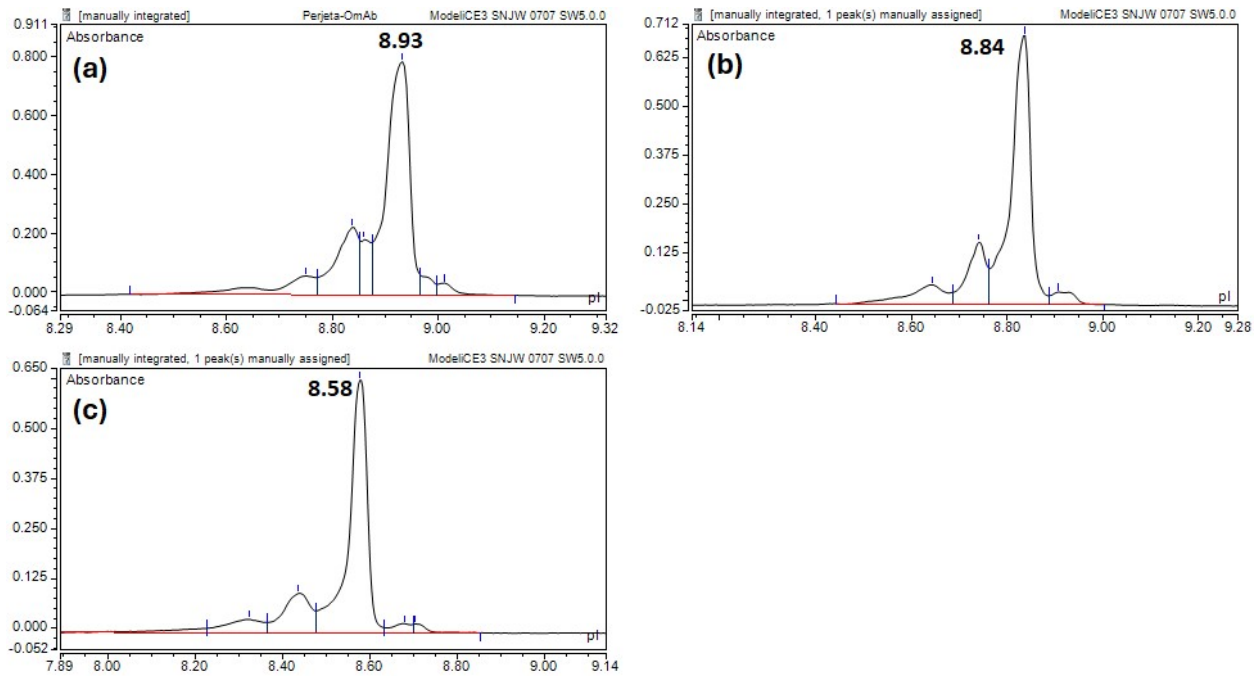 [manually integrated] Perjeta-OmAb ModeliCE3 SNJW 0707 SW5.0.0
0.911
Absorbance
8.93
(a)
0.800
0.600
0.400
0.200
0.000
-0.064
pI
8.29 8.40 8.60 8.80 9.00 9.20 9.32
[manually integrated, 1 peak(s) manually assigned] ModeliCE3 SNJW 0707 SW5.0.0
0.712
Absorbance
8.84
(b)
0.625
0.500
0.375
0.250
0.125
-0.025
pI
8.14 8.40 8.60 8.80 9.00 9.20 9.28
[manually integrated, 1 peak(s) manually assigned] ModeliCE3 SNJW 0707 SW5.0.0
0.650
Absorbance
8.58
(c)
0.500
0.375
0.250
0.125
0.000
-0.052
pI
7.89 8.00 8.20 8.40 8.60 8.80 9.00 9.14